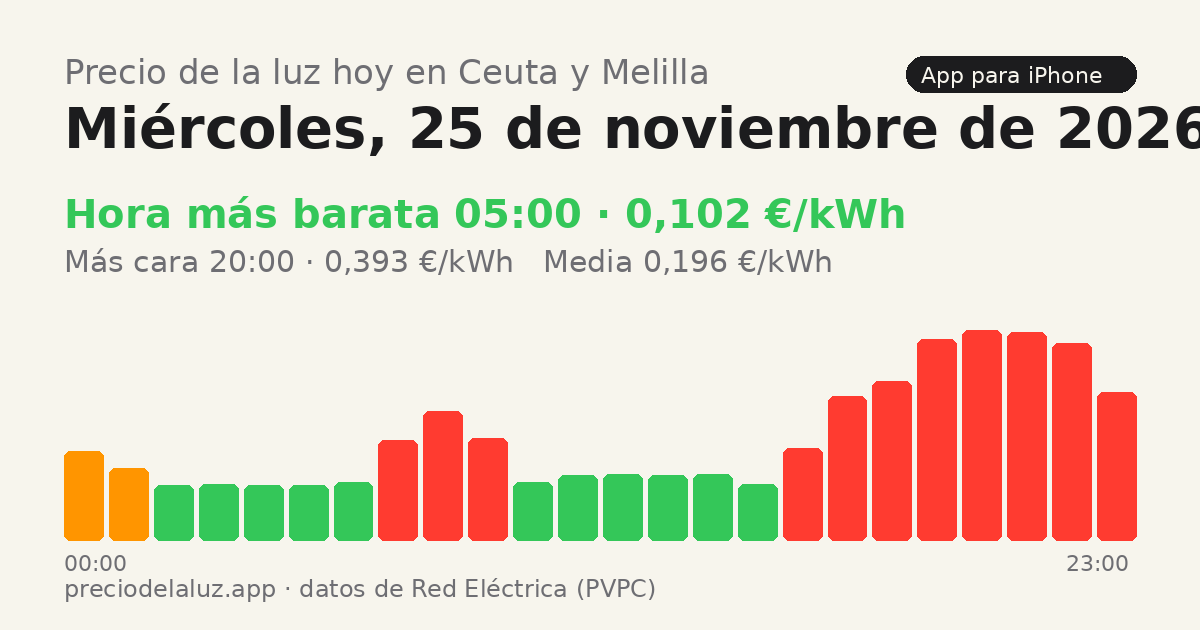 Precio de la luz hoy en Ceuta y Melilla
App para iPhone
Miércoles, 25 de noviembre de 2026
Hora más barata 05:00 · 0,102 €/kWh
Más cara 20:00 · 0,393 €/kWh Media 0,196 €/kWh
00:00 23:00
preciodelaluz.app · datos de Red Eléctrica (PVPC)